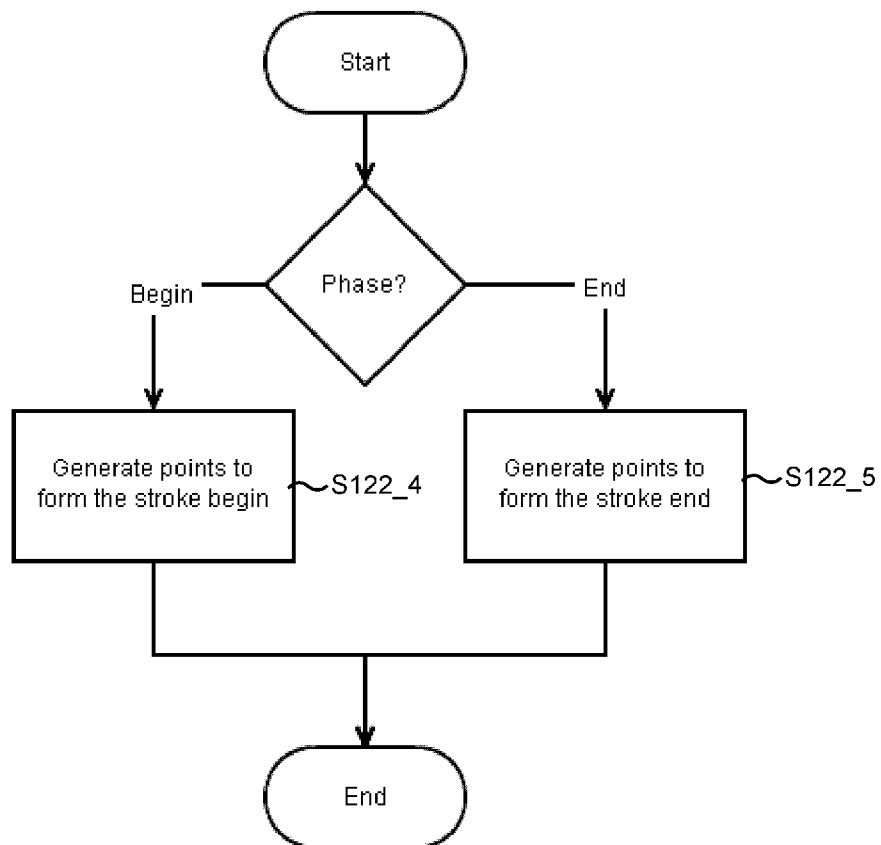 Start
Phase?
Begin
End
Generate points to
form the stroke begin
S122_4
Generate points to
form the stroke end
S122_5
End